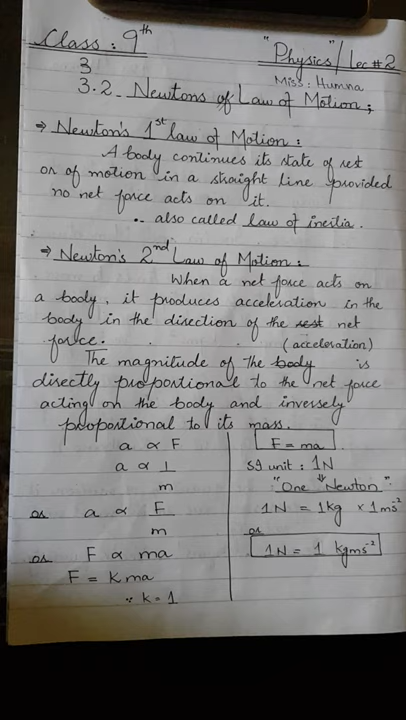 Class : 9th "Physics" / Lec # 2
3 Miss : Humna
3.2_ Newtons of Law of Motion ;
⇒ Newton's 1st law of Motion :
A body continues its state of rest
or of motion in a straight line provided
no net force acts on it.
∴ also called law of inertia.
⇒ Newton's 2nd Law of Motion :
When a net force acts on
a body, it produces acceleration in the
body in the direction of the rest net
force. (acceleration)
The magnitude of the body is
directly proportional to the net force
acting on the body and inversely
proportional to its mass.
a ∝ F
a ∝ 1
m
or a ∝ F
m
or F ∝ ma
F = K ma
∵ k = 1
F = ma
SI unit : 1N
"One Newton"
1N = 1kg × 1ms-2
or
1N = 1 kgms-2